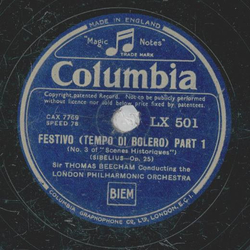 MADE IN ENGLAND
"Magic Notes"
TRADE MARK
Columbia
Copyright, patented Record. Not to be publicly performed
without licence nor sold below price fixed by patentees.
CAX 7769
SPEED 78
LX 501
FESTIVO (TEMPO DI BOLERO) PART 1
(No. 3 of "Scenes Historiques")
(SIBELIUS—Op. 25)
Sir THOMAS BEECHAM Conducting the
LONDON PHILHARMONIC ORCHESTRA
BIEM
COLUMBIA GRAPHOPHONE CO., LTD., LONDON, E.C.1.